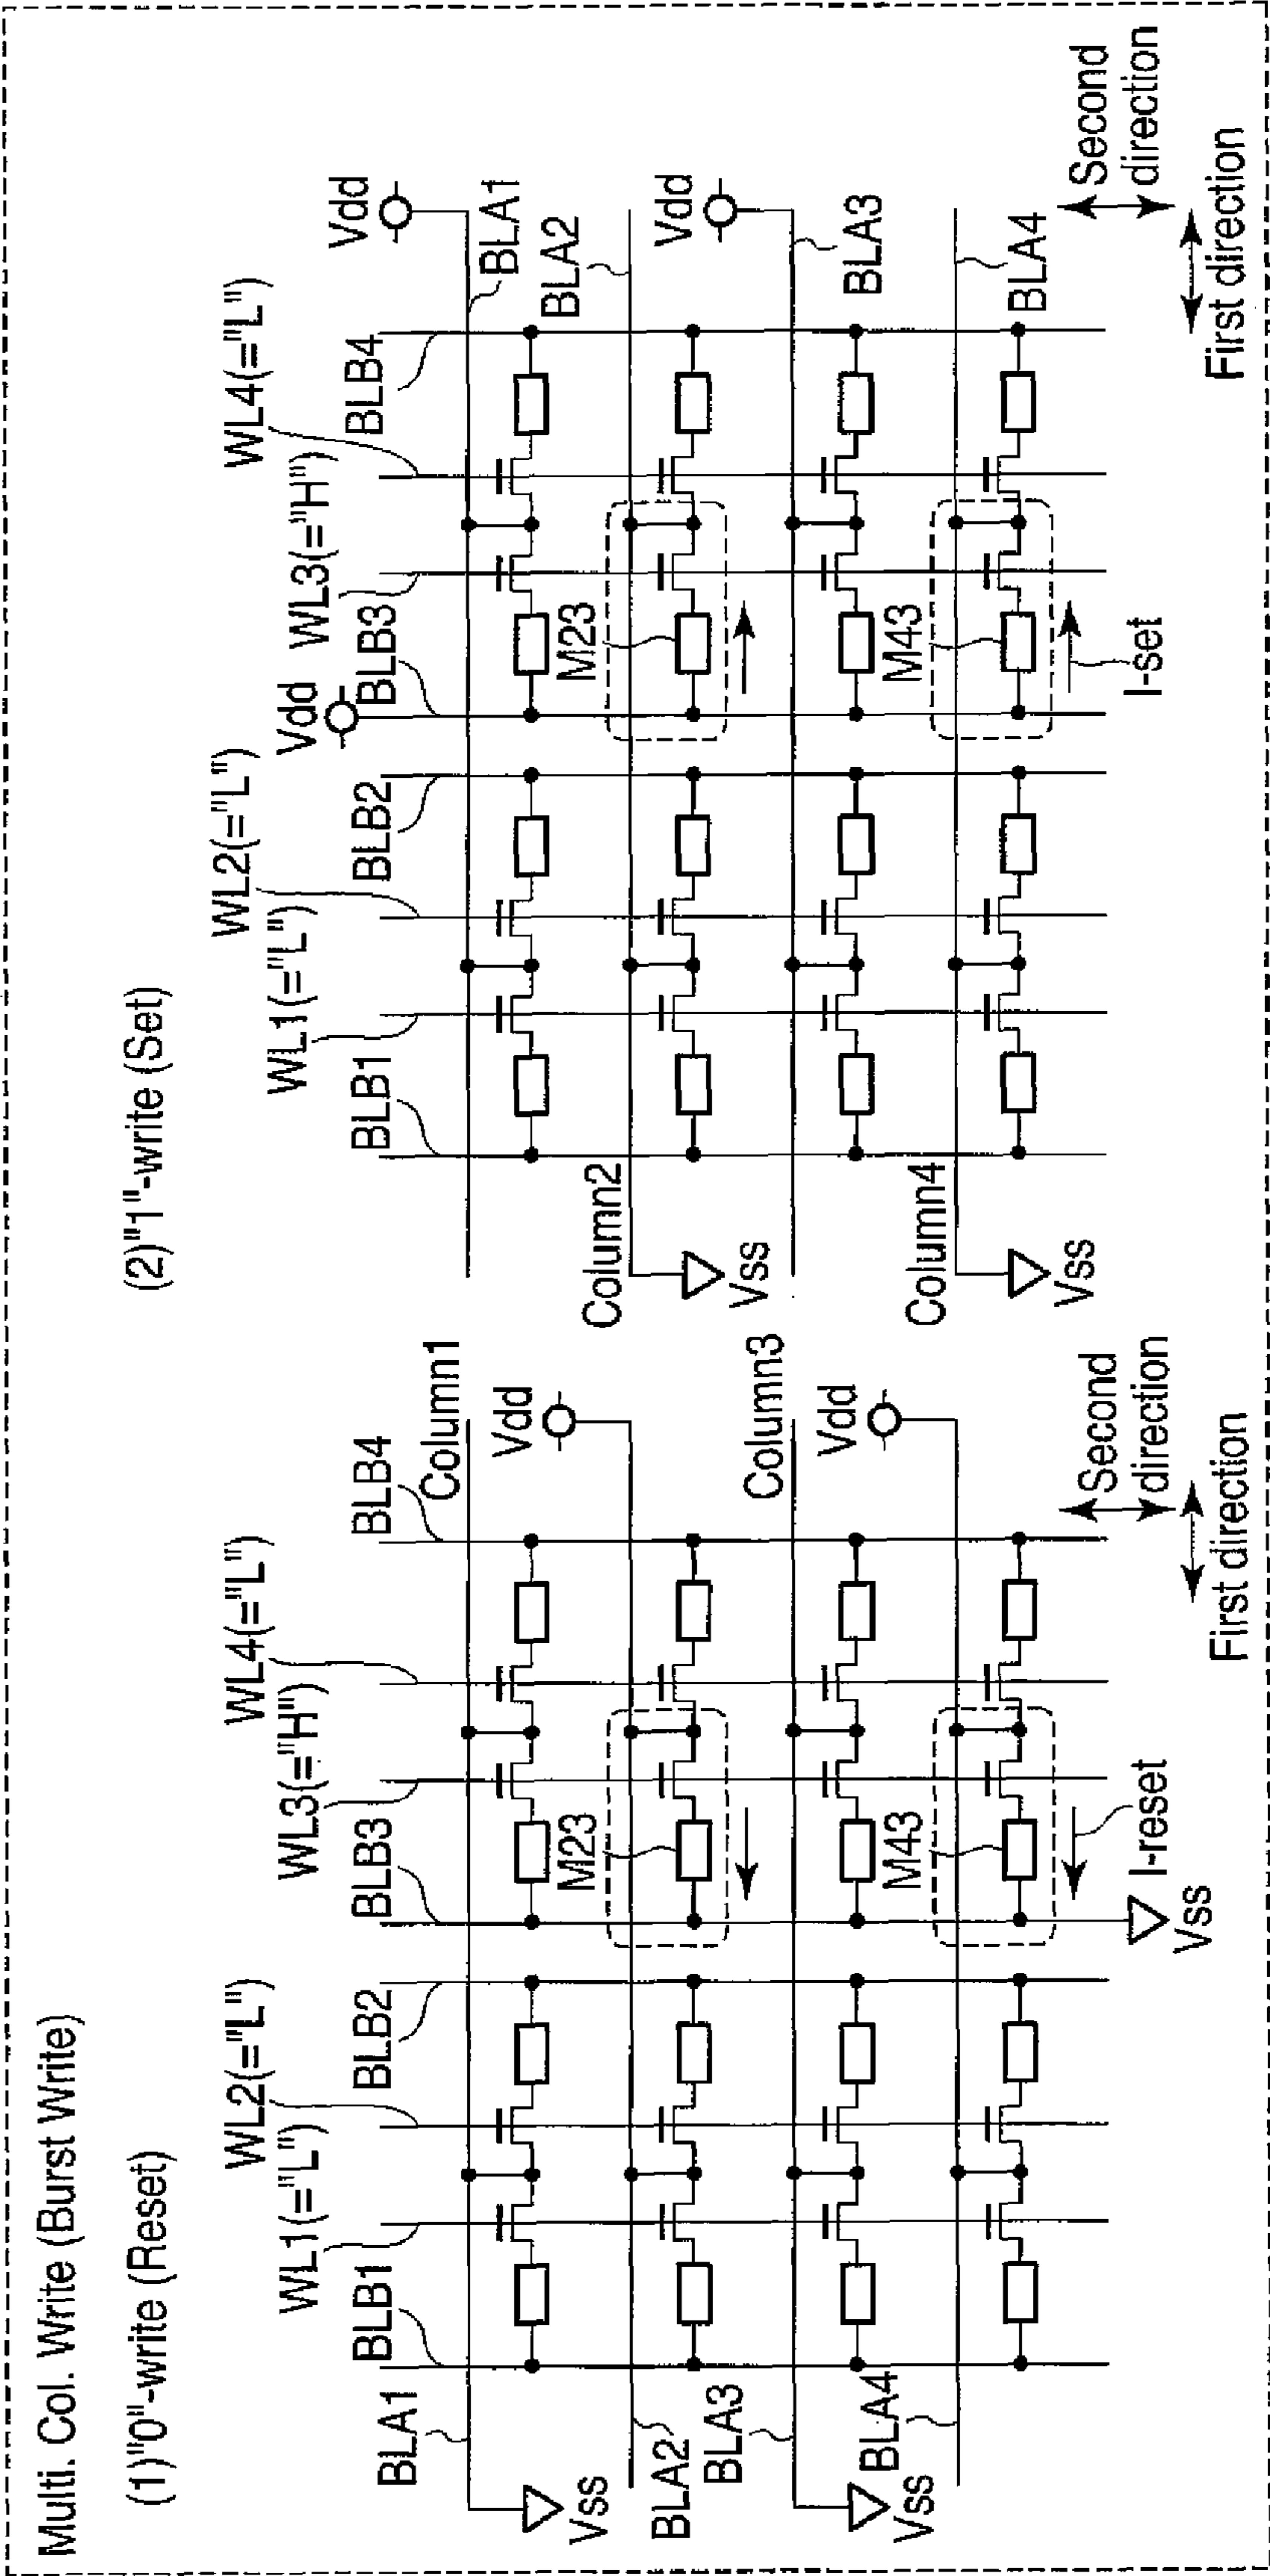 Multi. Col. Write (Burst Write)
(1)"0"-write (Reset)
WL1(="L")
WL2(="L")
WL3(="H")
WL4(="L")
BLB1
BLB2
BLB3
BLB4
BLA1
Column1
Vss
Vdd
BLA2
M23
BLA3
Column3
Vss
Vdd
BLA4
M43
I-reset
Vss
Second
direction
First direction
(2)"1"-write (Set)
WL1(="L")
WL2(="L")
WL3(="H")
WL4(="L")
BLB1
BLB2
Vdd
BLB3
BLB4
Vdd
BLA1
BLA2
Column2
Vss
M23
Vdd
BLA3
Column4
Vss
M43
BLA4
I-set
Second
direction
First direction